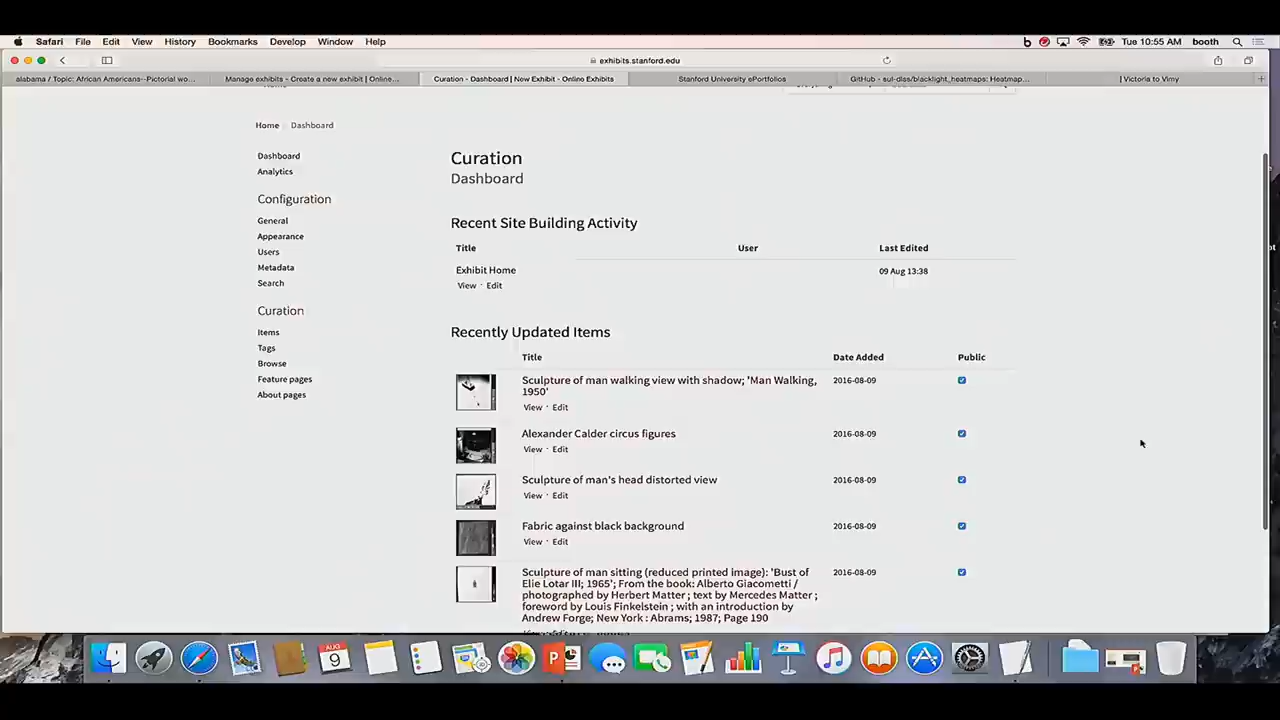 Safari File Edit View History Bookmarks Develop Window Help
Tue 10:55 AM booth
exhibits.stanford.edu
alabama / Topic: African Americans--Pictorial wo...
Manage exhibits - Create a new exhibit | Online...
Curation - Dashboard | New Exhibit - Online Exhibits
Stanford University ePortfolios
GitHub - sul-dlss/blacklight_heatmaps: Heatmap...
| Victoria to Vimy
Home Dashboard
Dashboard
Analytics
Configuration
General
Appearance
Users
Metadata
Search
Curation
Items
Tags
Browse
Feature pages
About pages
Curation
Dashboard
Recent Site Building Activity
Title User Last Edited
Exhibit Home 09 Aug 13:38
View · Edit
Recently Updated Items
Title Date Added Public
Sculpture of man walking view with shadow; 'Man Walking, 2016-08-09
1950'
View · Edit
Alexander Calder circus figures 2016-08-09
View · Edit
Sculpture of man's head distorted view 2016-08-09
View · Edit
Fabric against black background 2016-08-09
View · Edit
Sculpture of man sitting (reduced printed image): 'Bust of 2016-08-09
Elie Lotar III; 1965'; From the book: Alberto Giacometti /
photographed by Herbert Matter ; text by Mercedes Matter ;
foreword by Louis Finkelstein ; with an introduction by
Andrew Forge; New York : Abrams; 1987; Page 190
AUG
9